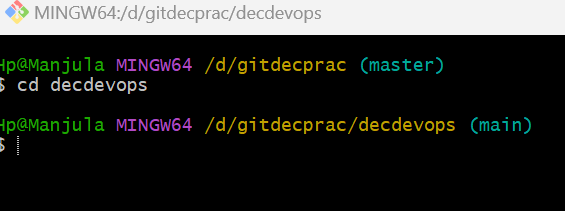 MINGW64:/d/gitdecprac/decdevops
Hp@Manjula MINGW64 /d/gitdecprac (master)
$ cd decdevops
Hp@Manjula MINGW64 /d/gitdecprac/decdevops (main)
$